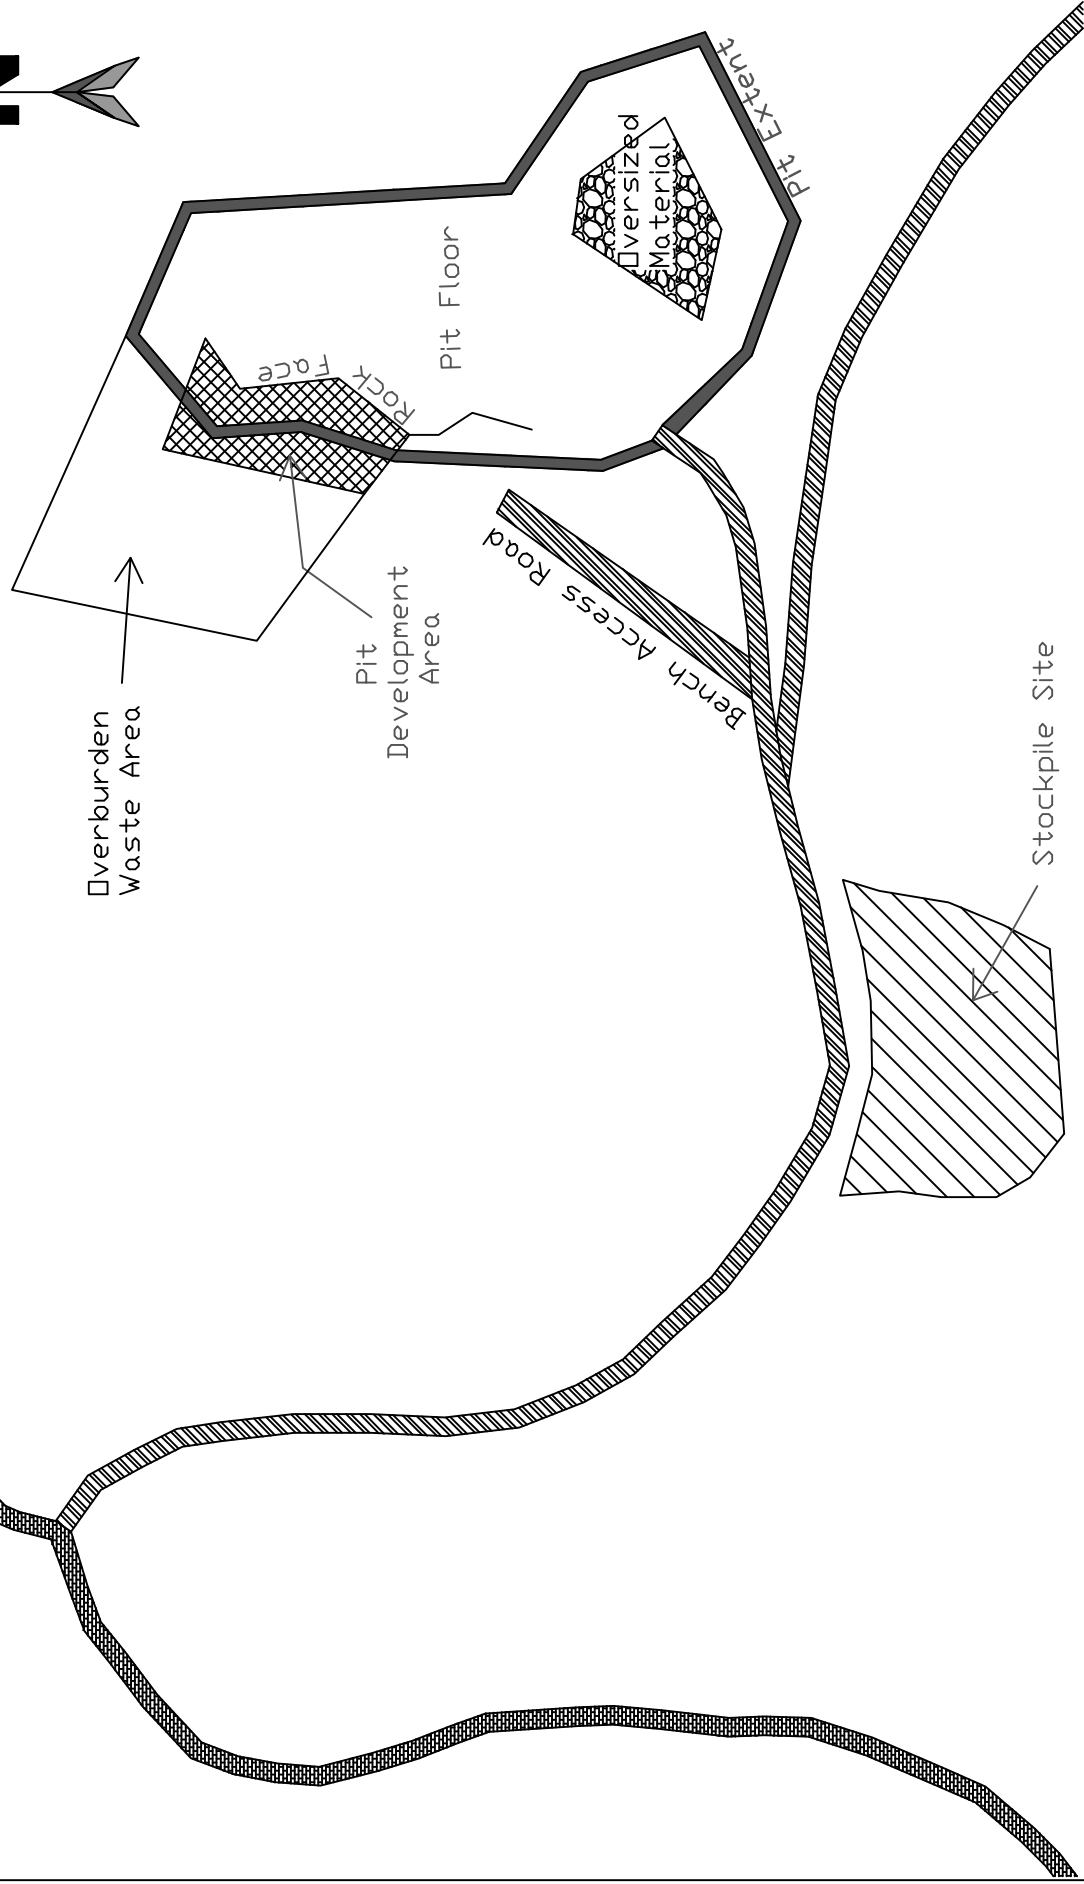 Overburden
Waste Area
Pit
Development
Area
Rock Face
Pit Floor
Oversized
Material
Pit Extent
Bench Access Road
Stockpile Site